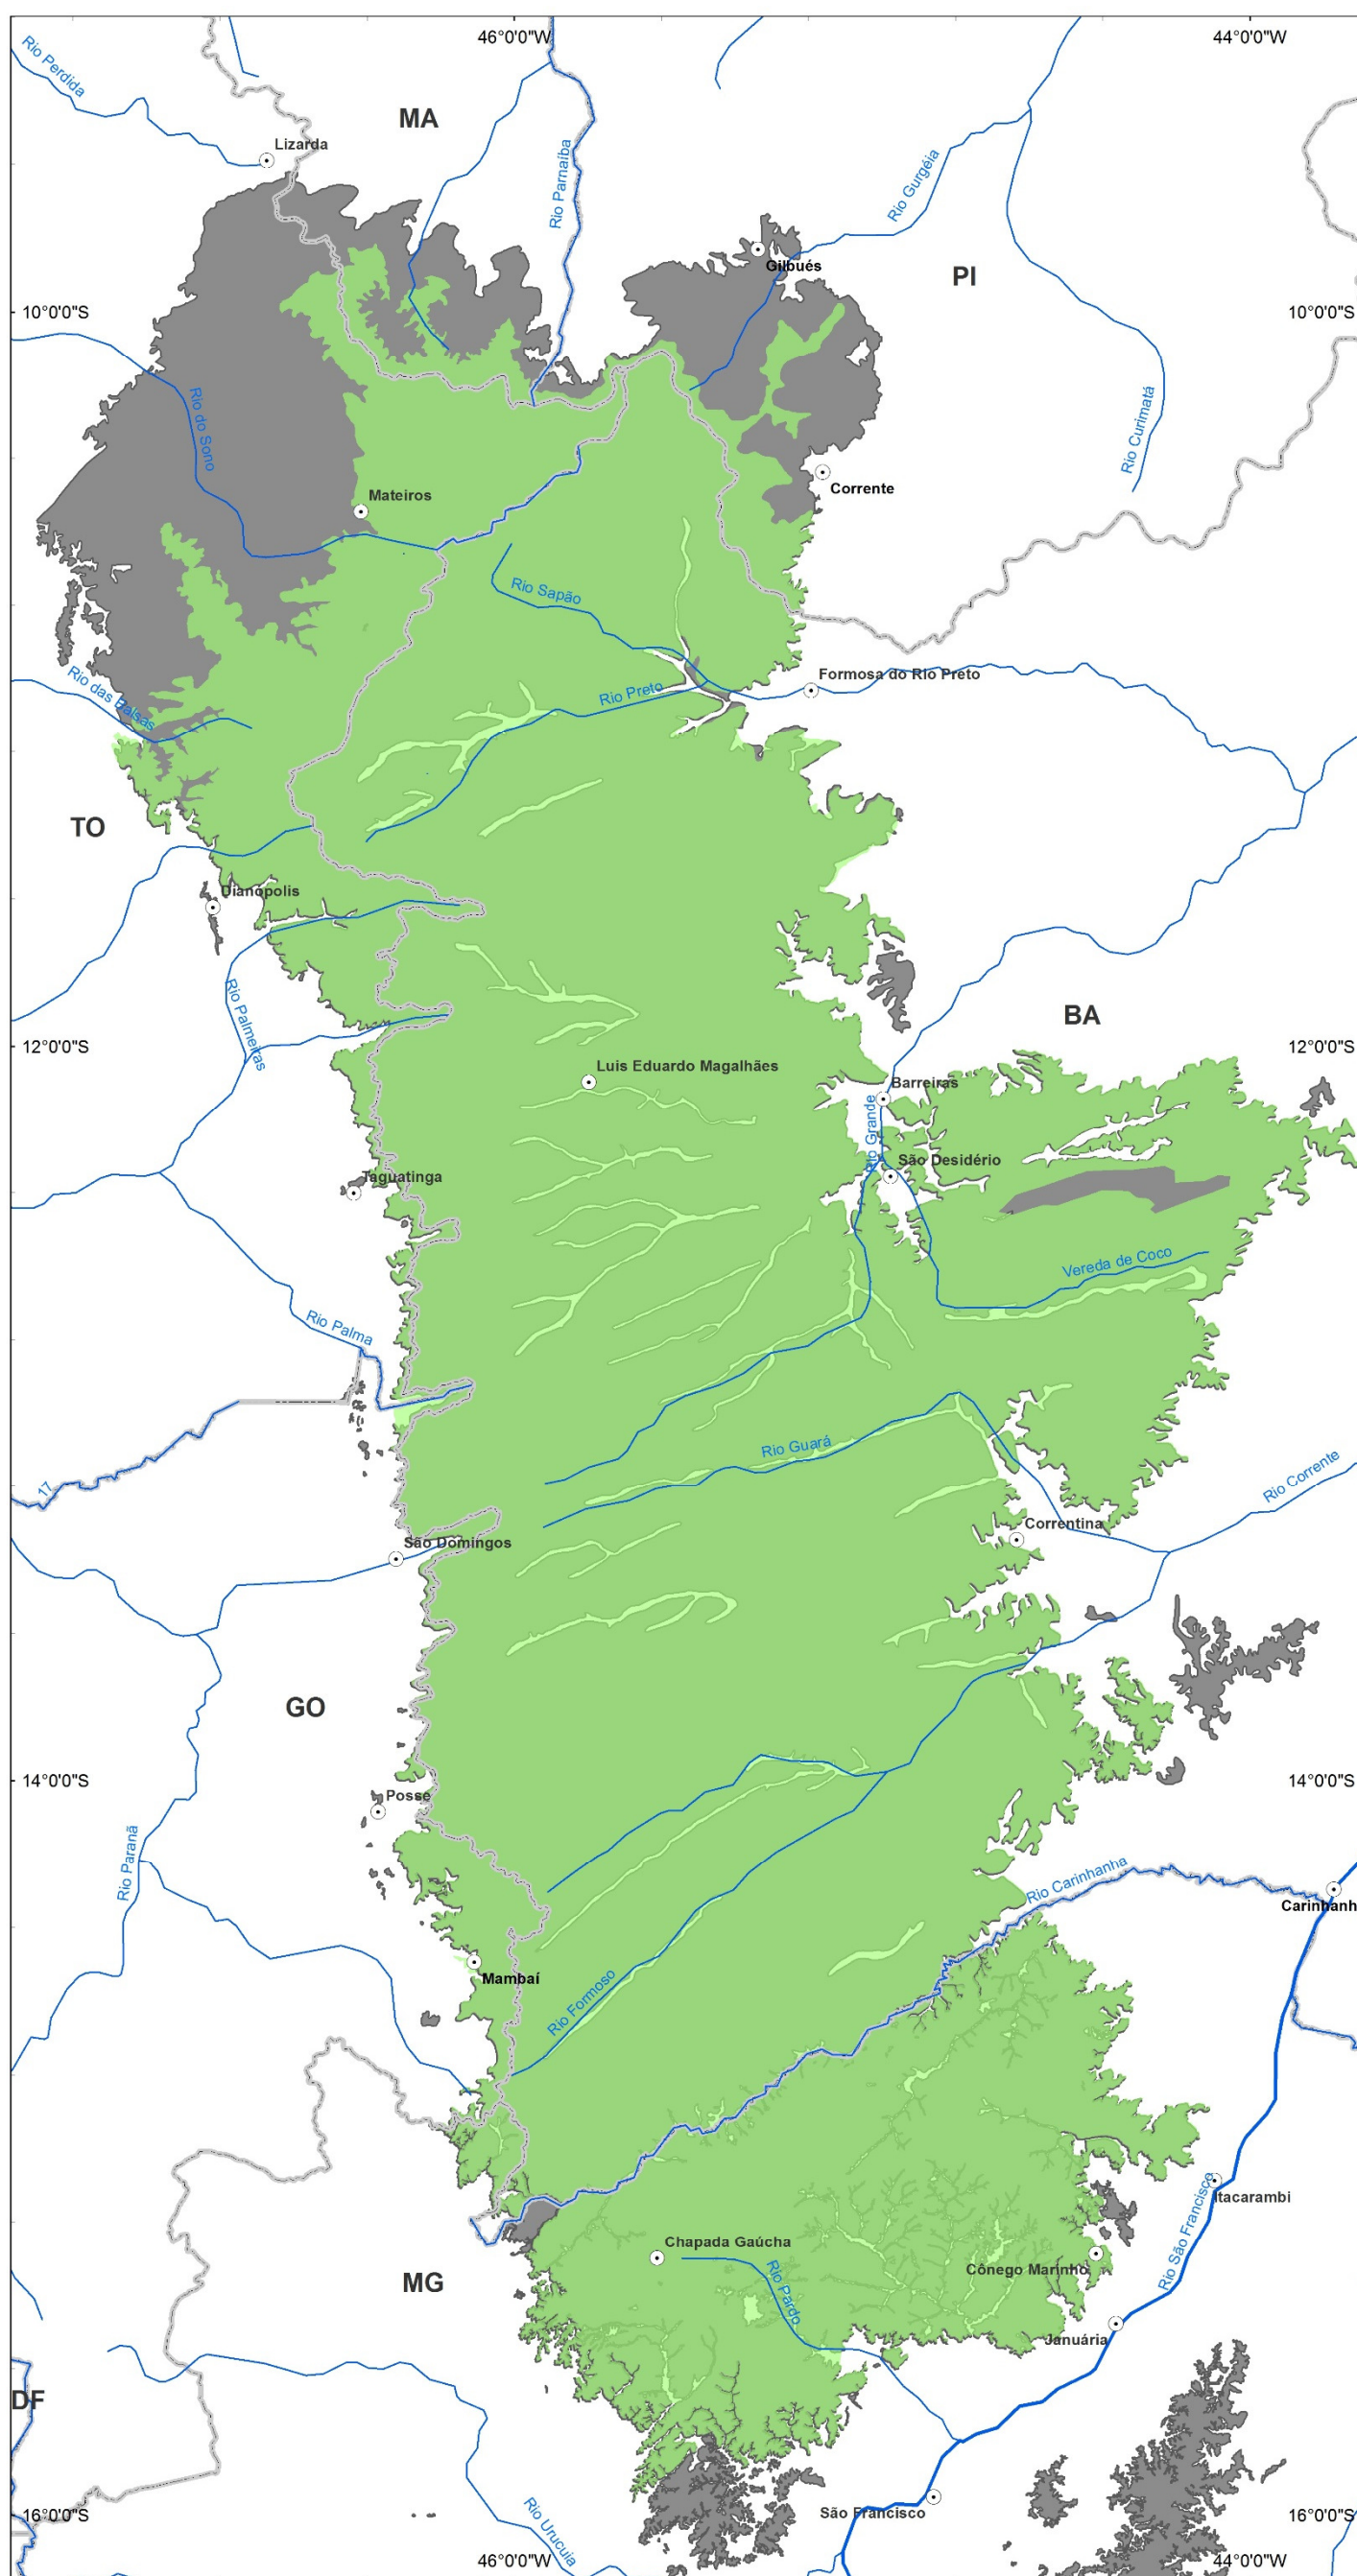 46°0'0"W
44°0'0"W
Rio Perdida
MA
Lizarda
Rio Parnaíba
Rio Gurgéia
Gilbués
PI
10°0'0"S
10°0'0"S
Rio do Sono
Rio Curimatá
Mateiros
Corrente
Rio Sapão
Formosa do Rio Preto
Rio Preto
Rio das Balsas
TO
Dianópolis
Rio Palmeiras
BA
12°0'0"S
12°0'0"S
Luis Eduardo Magalhães
Barreiras
Rio Grande
São Desidério
Taguatinga
Vereda de Coco
Rio Palma
Rio Guará
17
Rio Corrente
Correntina
São Domingos
GO
14°0'0"S
14°0'0"S
Posse
Rio Paranã
Rio Carinhanha
Carinhanh
Mambaí
Rio Formoso
Itacarambi
Rio São Francisco
Chapada Gaúcha
Cônego Marinho
MG
Rio Pardo
Januária
DF
São Francisco
16°0'0"S
16°0'0"S
Rio Urucuia
46°0'0"W
44°0'0"W